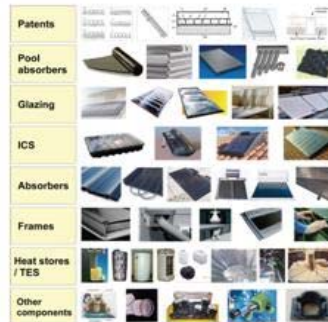 Patents
Pool
absorbers
Glazing
ICS
Absorbers
Frames
Heat stores
/ TES
Other
components